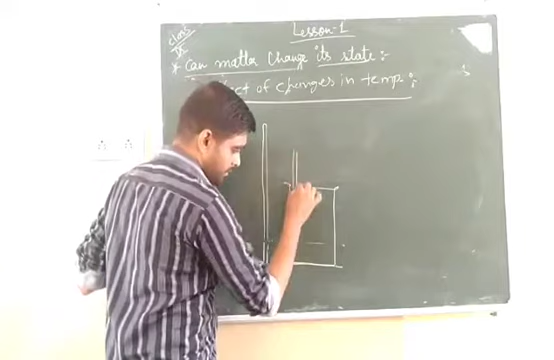 Lesson-1
Class
IX
* Can matter Change its state :-
of changes in temp :-